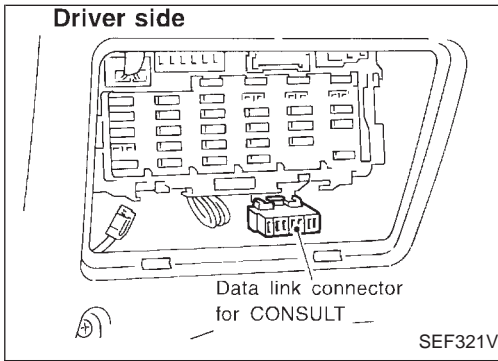 Driver side
Data link connector
for CONSULT
SEF321V